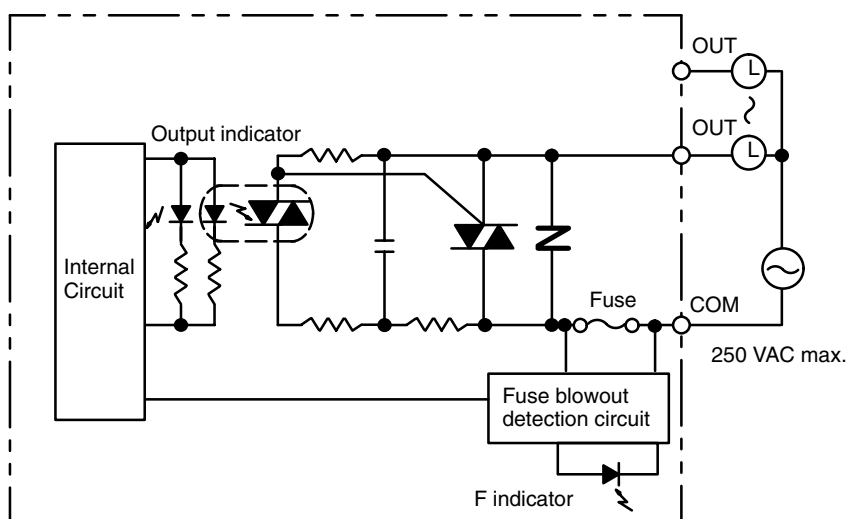 OUT
L
OUT
L
Output indicator
Internal
Circuit
Fuse
COM
250 VAC max.
Fuse blowout
detection circuit
F indicator